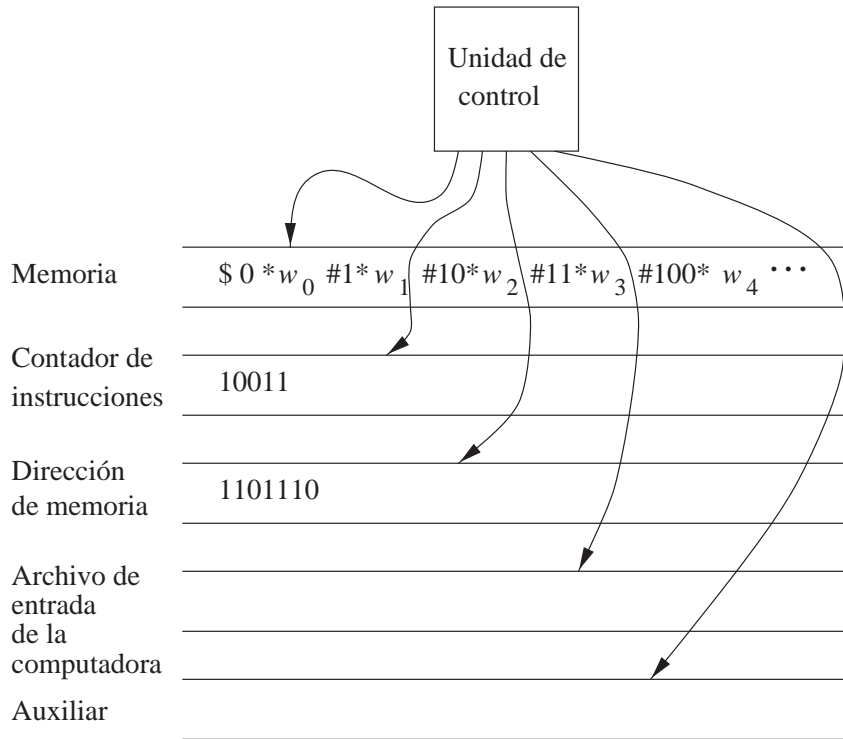 Unidad de
control
Memoria
$ 0 *w0 #1* w1 #10*w2 #11*w3 #100* w4 ···
Contador de
instrucciones
10011
Dirección
de memoria
1101110
Archivo de
entrada
de la
computadora
Auxiliar